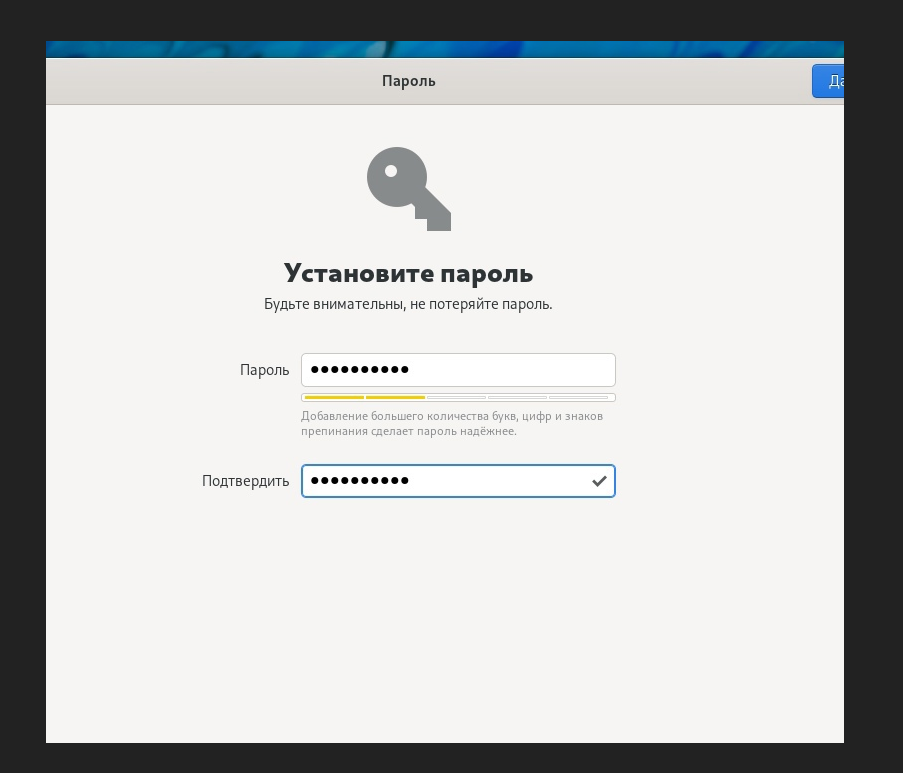 Пароль
Установите пароль
Будьте внимательны, не потеряйте пароль.
Пароль ●●●●●●●●●●
Добавление большего количества букв, цифр и знаков
препинания сделает пароль надёжнее.
Подтвердить ●●●●●●●●●●